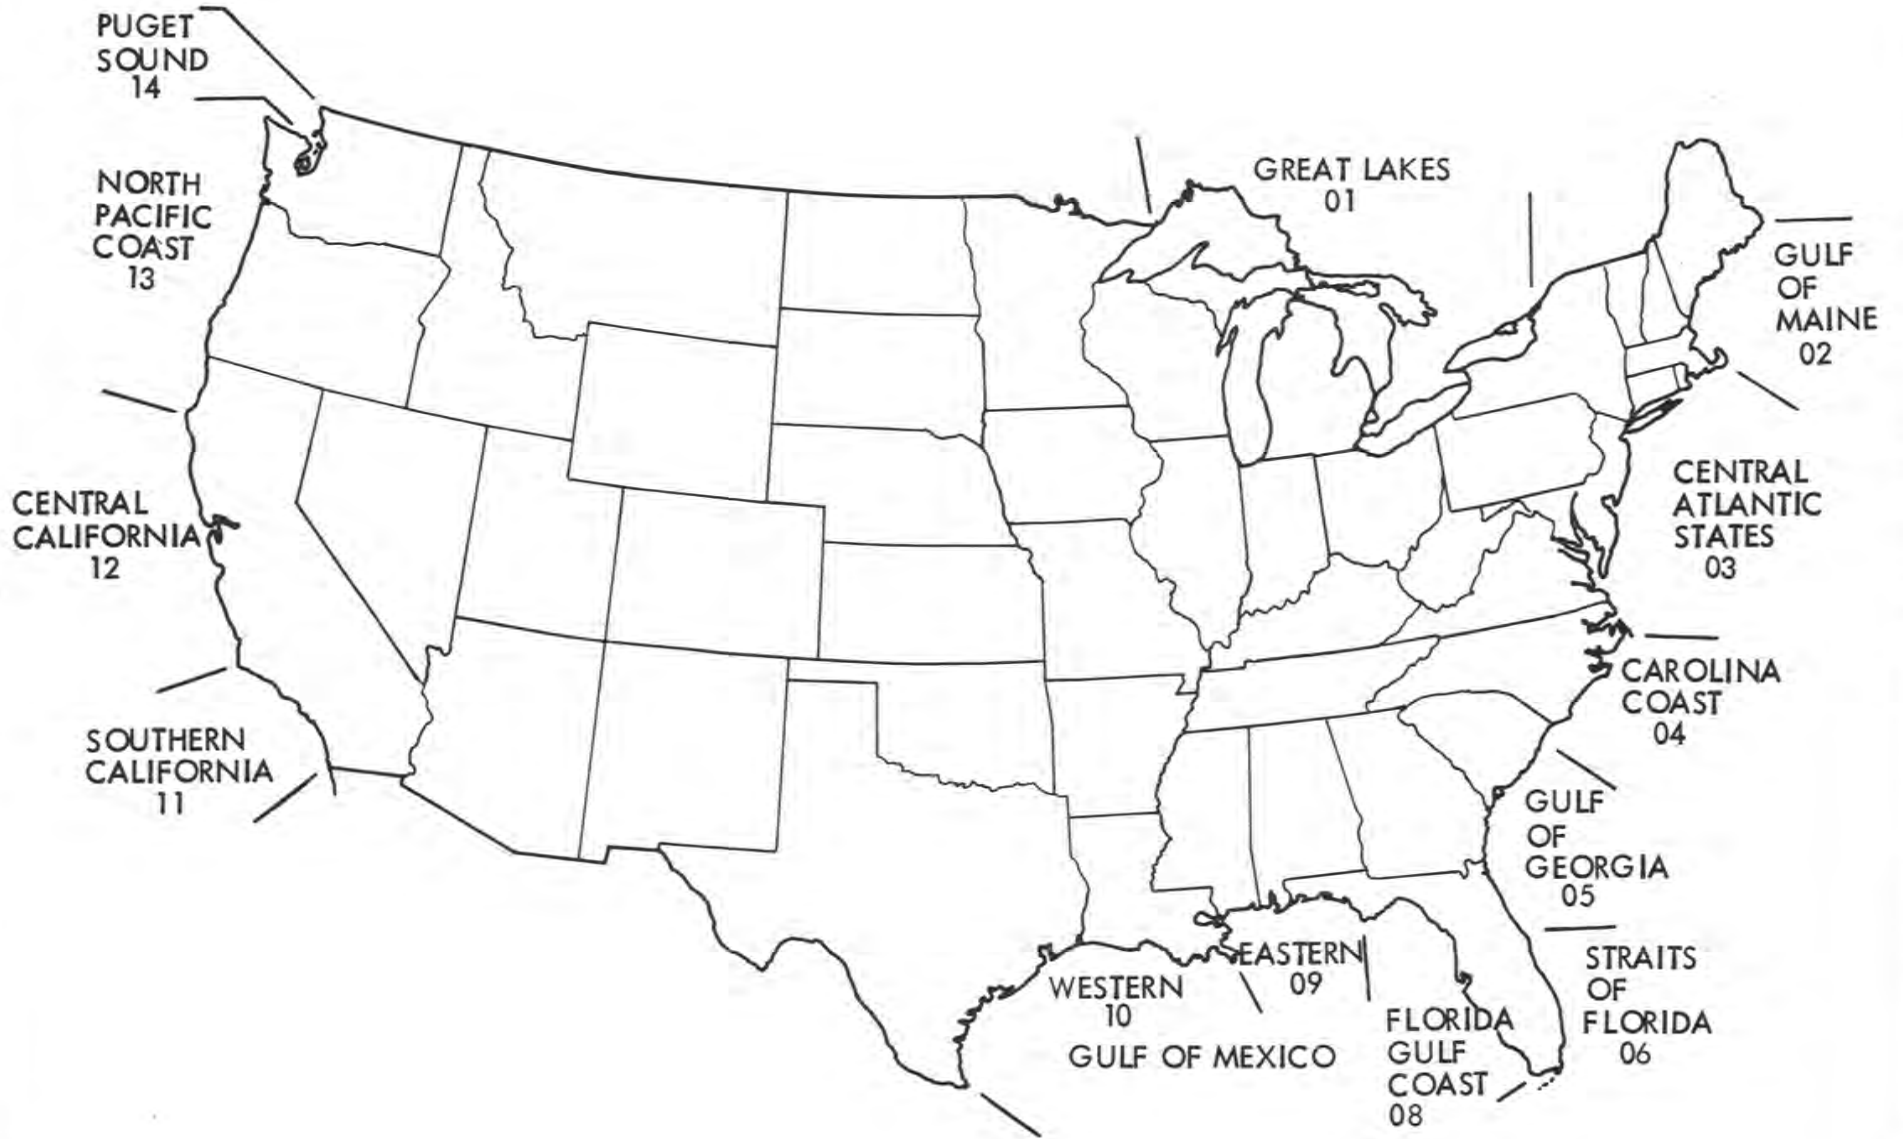 PUGET
SOUND
14
NORTH
PACIFIC
COAST
13
CENTRAL
CALIFORNIA
12
SOUTHERN
CALIFORNIA
11
GREAT LAKES
01
GULF
OF
MAINE
02
CENTRAL
ATLANTIC
STATES
03
CAROLINA
COAST
04
GULF
OF
GEORGIA
05
STRAITS
OF
FLORIDA
06
FLORIDA
GULF
COAST
08
EASTERN
09
WESTERN
10
GULF OF MEXICO